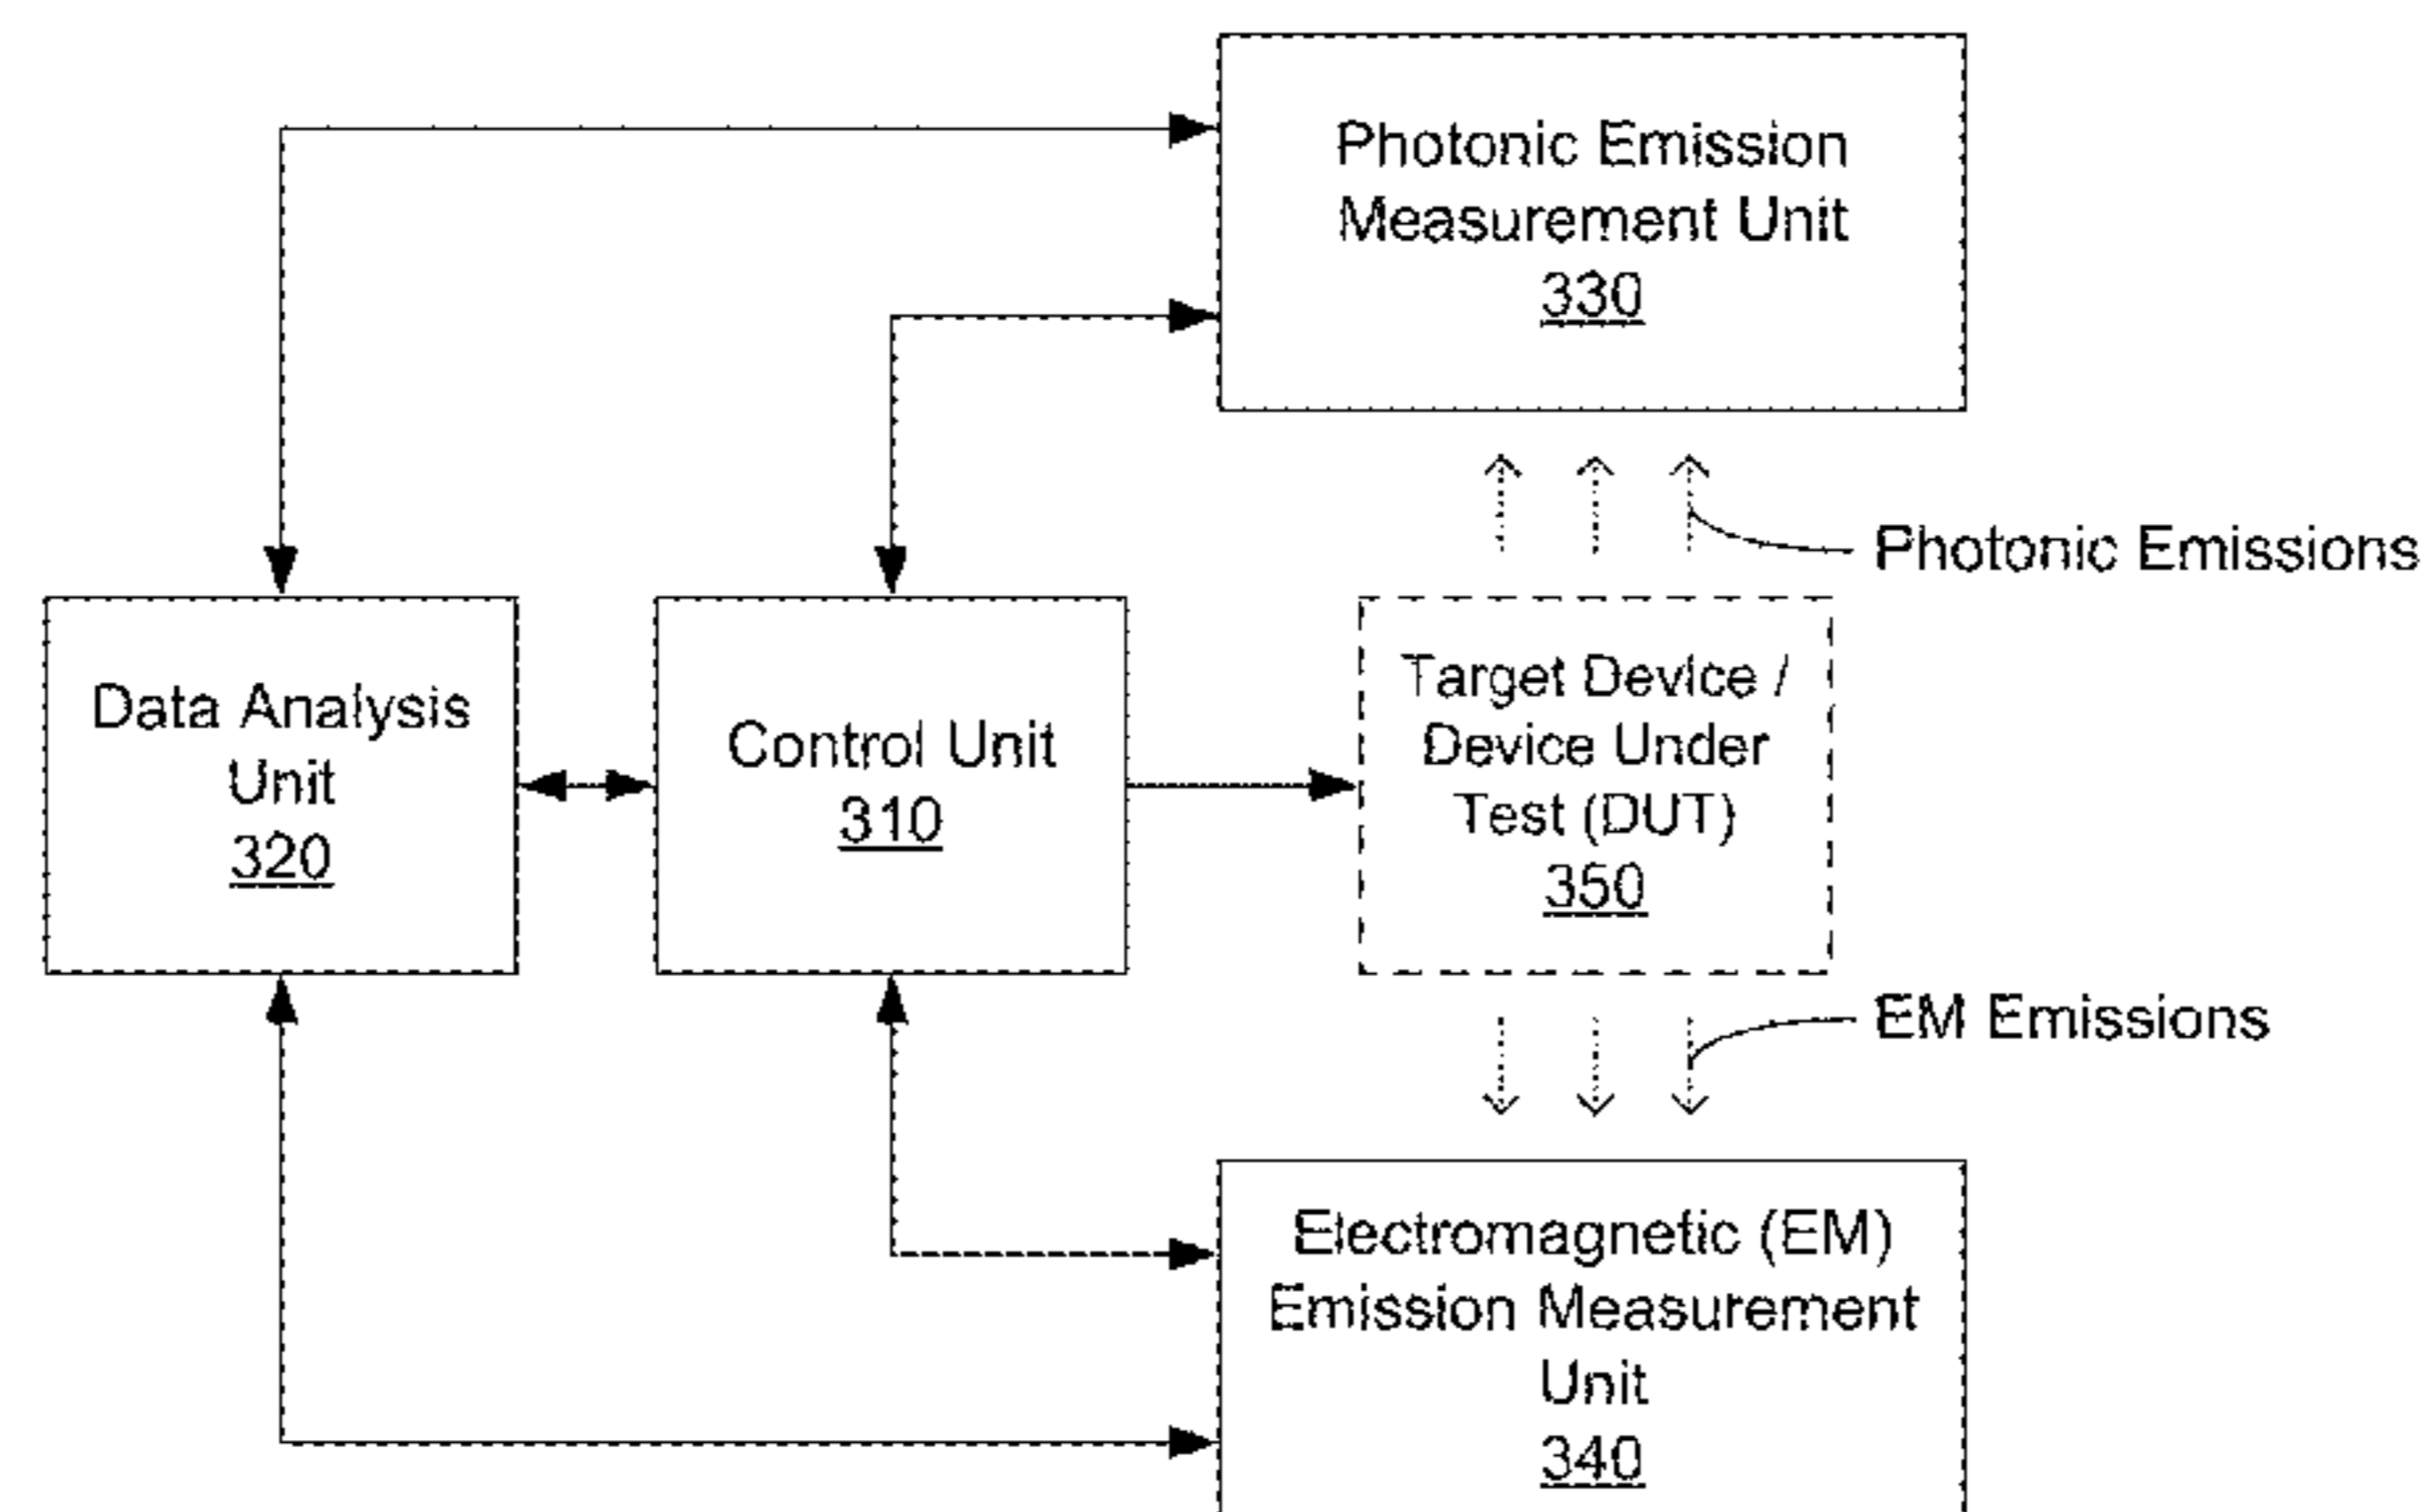 Photonic Emission
Measurement Unit
330
Photonic Emissions
Data Analysis
Unit
320
Control Unit
310
Target Device /
Device Under
Test (DUT)
350
EM Emissions
Electromagnetic (EM)
Emission Measurement
Unit
340